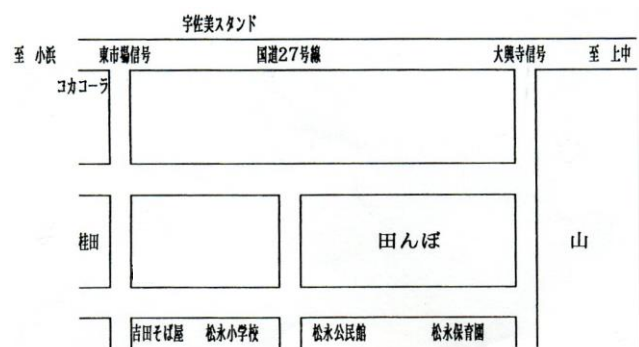 宇佐美スタンド
至 小浜 東市場信号 国道27号線 大興寺信号 至 上中
コカコーラ
桂田 田んぼ 山
吉田そば屋 松永小学校 松永公民館 松永保育園